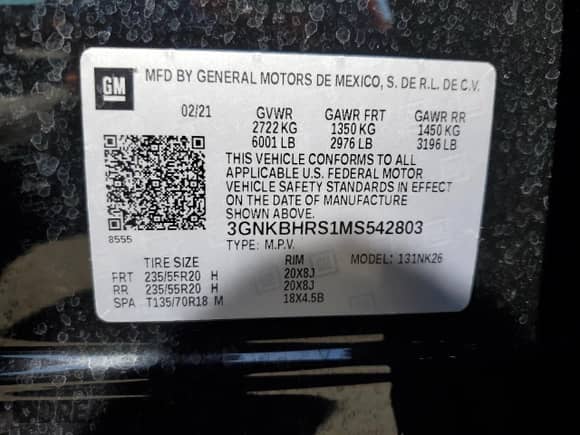 GM
MFD BY GENERAL MOTORS DE MEXICO, S. DE R.L. DE C.V.
02/21 GVWR GAWR FRT GAWR RR
2722 KG 1350 KG 1450 KG
6001 LB 2976 LB 3196 LB
THIS VEHICLE CONFORMS TO ALL
APPLICABLE U.S. FEDERAL MOTOR
VEHICLE SAFETY STANDARDS IN EFFECT
ON THE DATE OF MANUFACTURE
SHOWN ABOVE.
8555 3GNKBHRS1MS542803
TYPE: M.P.V.
TIRE SIZE RIM MODEL: 131NK26
FRT 235/55R20 H 20X8J
RR 235/55R20 H 20X8J
SPA T135/70R18 M 18X4.5B